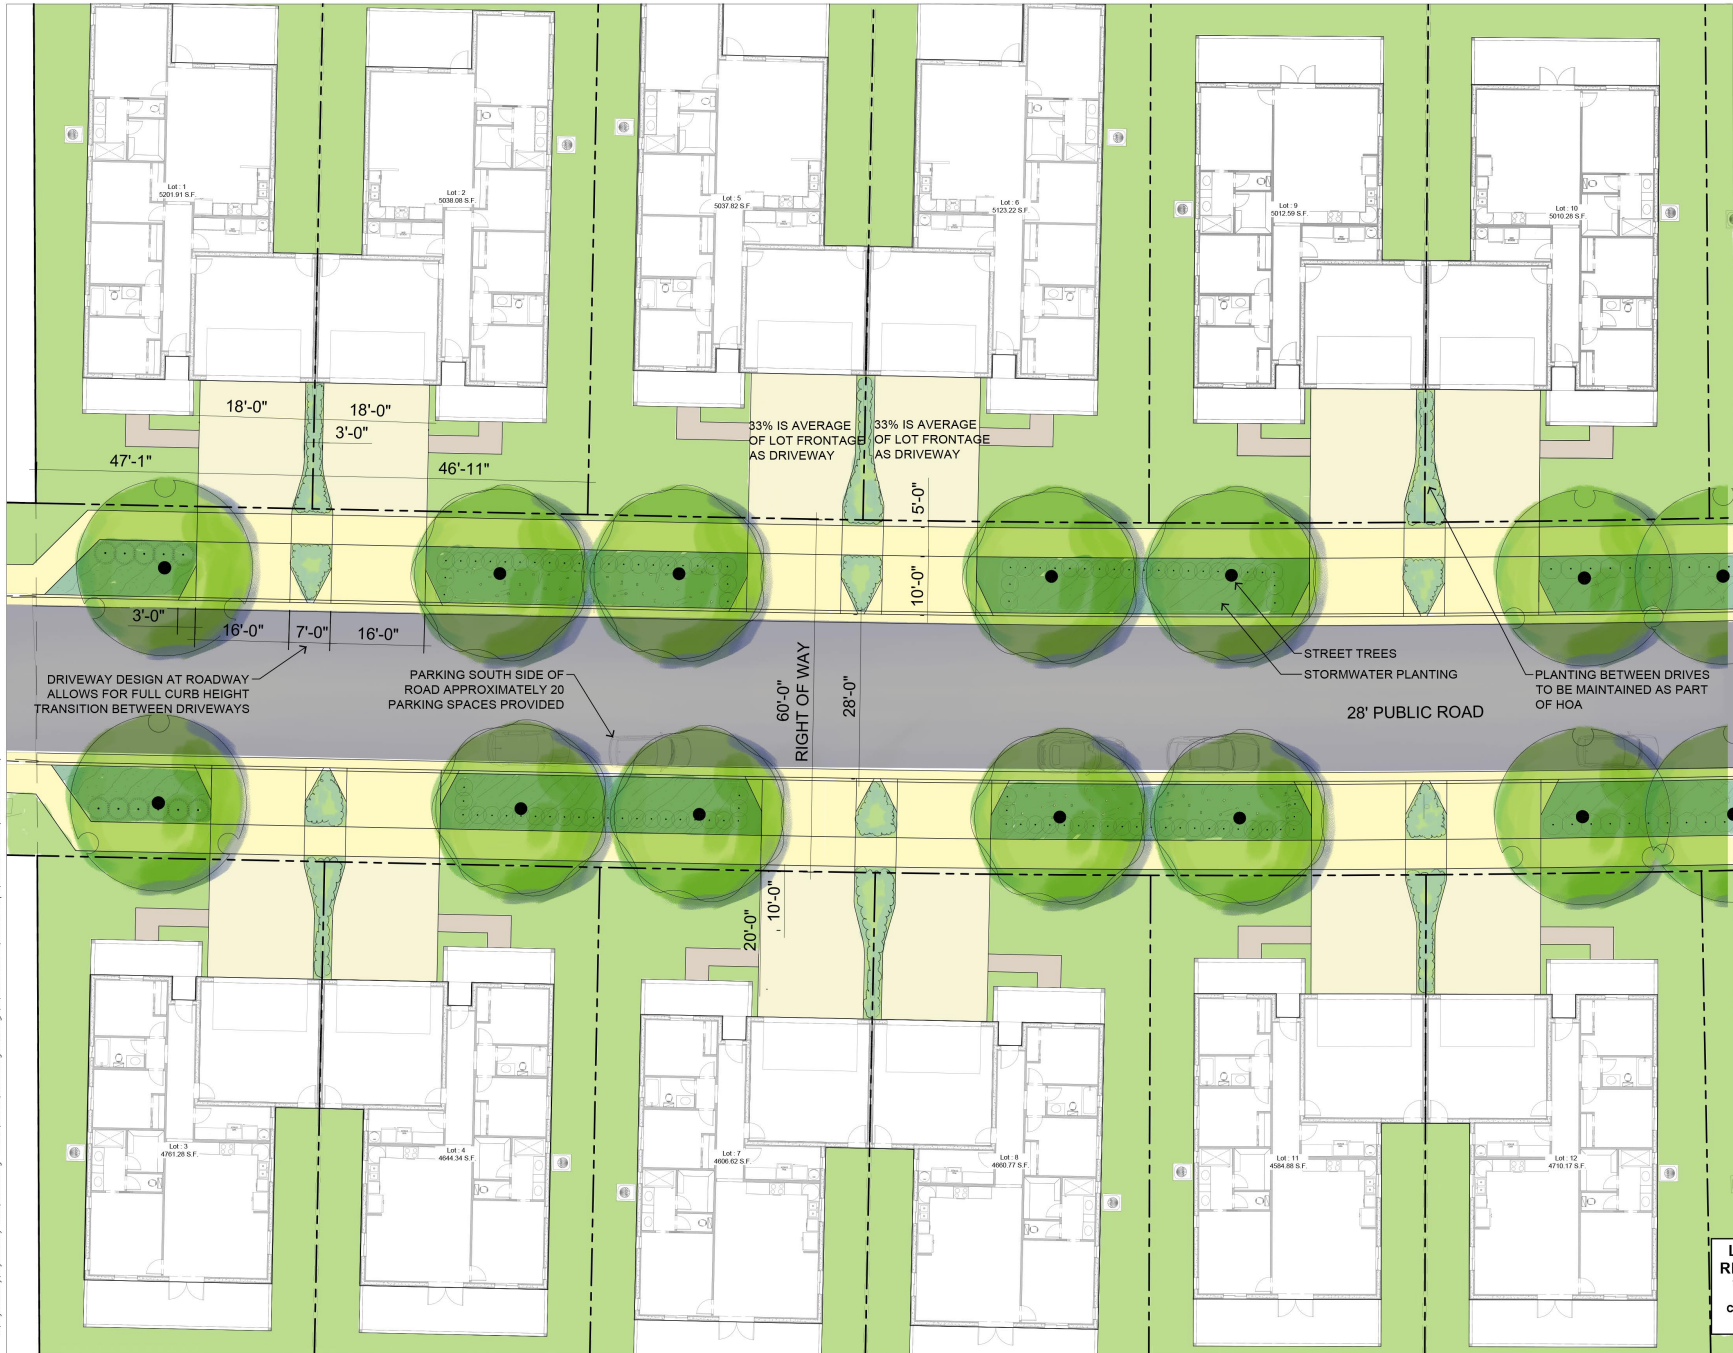 Lot : 1
5201.91 S.F.
Lot : 2
5038.08 S.F.
Lot : 5
5037.82 S.F.
Lot : 6
5123.22 S.F.
Lot : 9
5012.59 S.F.
Lot : 10
5010.28 S.F.
18'-0"
18'-0"
3'-0"
47'-1"
46'-11"
33% IS AVERAGE
OF LOT FRONTAGE
AS DRIVEWAY
33% IS AVERAGE
OF LOT FRONTAGE
AS DRIVEWAY
5'-0"
10'-0"
3'-0"
16'-0"
7'-0"
16'-0"
DRIVEWAY DESIGN AT ROADWAY
ALLOWS FOR FULL CURB HEIGHT
TRANSITION BETWEEN DRIVEWAYS
PARKING SOUTH SIDE OF
ROAD APPROXIMATELY 20
PARKING SPACES PROVIDED
60'-0"
RIGHT OF WAY
28'-0"
STREET TREES
STORMWATER PLANTING
28' PUBLIC ROAD
PLANTING BETWEEN DRIVES
TO BE MAINTAINED AS PART
OF HOA
20'-0"
10'-0"
Lot : 3
4761.28 S.F.
Lot : 4
4644.34 S.F.
Lot : 7
4606.62 S.F.
Lot : 8
4660.77 S.F.
Lot : 11
4584.88 S.F.
Lot : 12
4710.17 S.F.